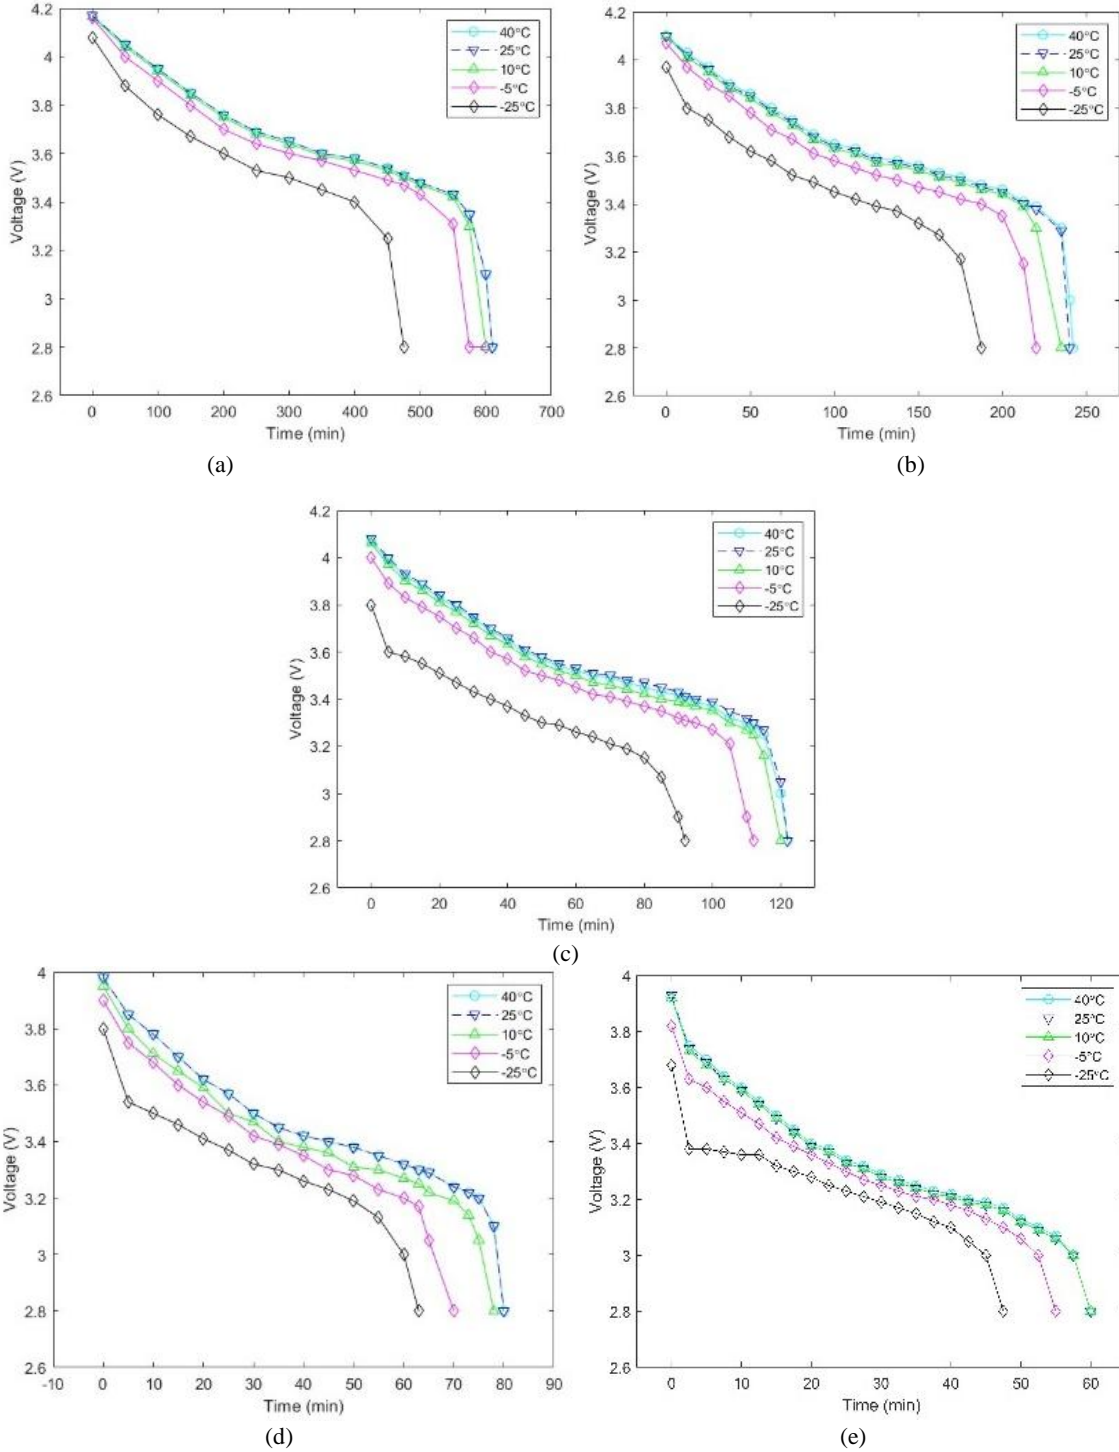 4.2
4
3.8
3.6
3.4
3.2
3
2.8
2.6
Voltage (V)
40°C
25°C
10°C
-5°C
-25°C
0 100 200 300 400 500 600 700
Time (min)
(a)
4.2
4
3.8
3.6
3.4
3.2
3
2.8
2.6
Voltage (V)
40°C
25°C
10°C
-5°C
-25°C
0 50 100 150 200 250
Time (min)
(b)
4.2
4
3.8
3.6
3.4
3.2
3
2.8
2.6
Voltage (V)
40°C
25°C
10°C
-5°C
-25°C
0 20 40 60 80 100 120
Time (min)
(c)
4
3.8
3.6
3.4
3.2
3
2.8
2.6
Voltage (V)
40°C
25°C
10°C
-5°C
-25°C
-10 0 10 20 30 40 50 60 70 80 90
Time (min)
(d)
4
3.8
3.6
3.4
3.2
3
2.8
2.6
Voltage (V)
40°C
25°C
10°C
-5°C
-25°C
0 10 20 30 40 50 60
Time (min)
(e)